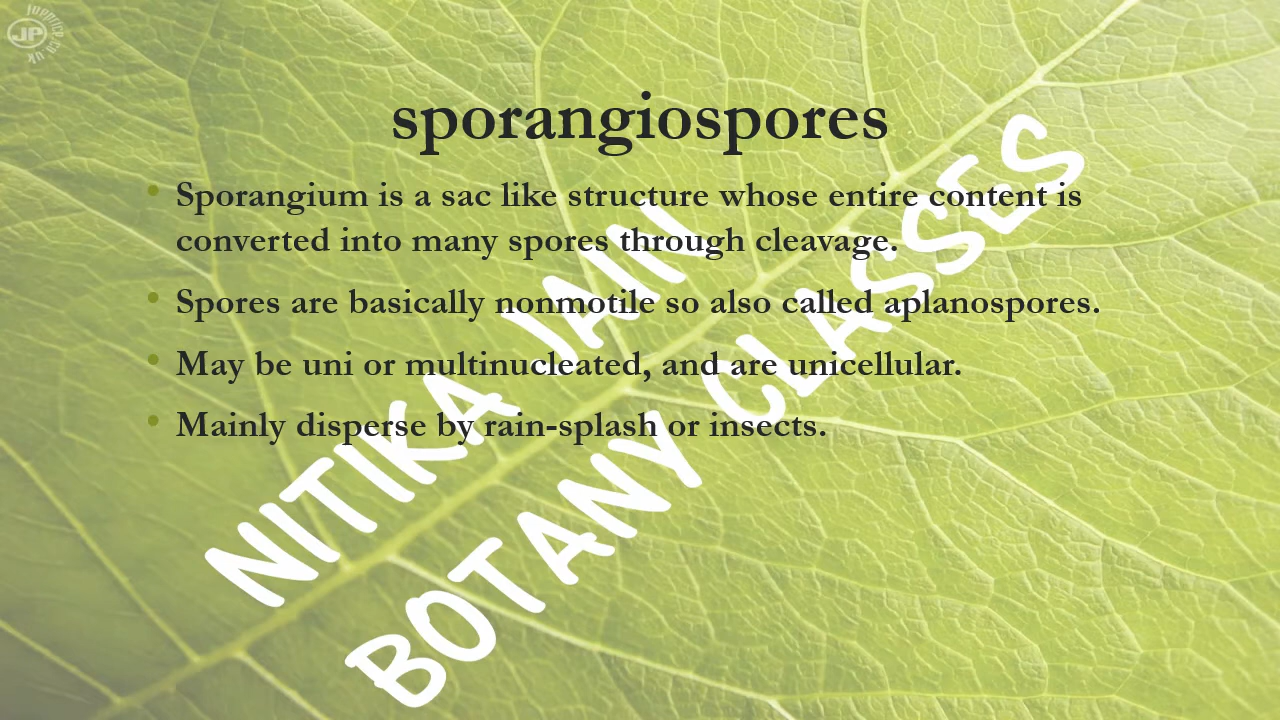 sporangiospores
• Sporangium is a sac like structure whose entire content is
converted into many spores through cleavage.
• Spores are basically nonmotile so also called aplanospores.
• May be uni or multinucleated, and are unicellular.
• Mainly disperse by rain-splash or insects.
NITIKA JAIN
BOTANY CLASSES
JP